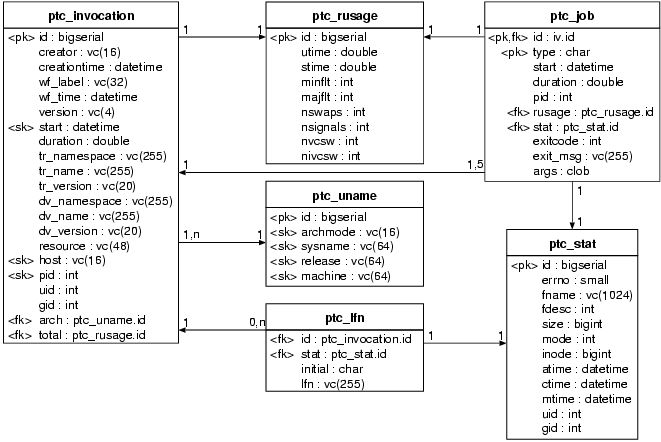 ptc_invocation
<pk> id : bigserial
creator : vc(16)
creationtime : datetime
wf_label : vc(32)
wf_time : datetime
version : vc(4)
<sk> start : datetime
duration : double
tr_namespace : vc(255)
tr_name : vc(255)
tr_version : vc(20)
dv_namespace : vc(255)
dv_name : vc(255)
dv_version : vc(20)
resource : vc(48)
<sk> host : vc(16)
<sk> pid : int
uid : int
gid : int
<fk> arch : ptc_uname.id
<fk> total : ptc_rusage.id
1
1
ptc_rusage
<pk> id : bigserial
utime : double
stime : double
minflt : int
majflt : int
nswaps : int
nsignals : int
nvcsw : int
nivcsw : int
1
1
ptc_job
<pk,fk> id : iv.id
<pk> type : char
start : datetime
duration : double
pid : int
<fk> rusage : ptc_rusage.id
<fk> stat : ptc_stat.id
exitcode : int
exit_msg : vc(255)
args : clob
1
1,5
ptc_uname
<pk> id : bigserial
<sk> archmode : vc(16)
<sk> sysname : vc(64)
<sk> release : vc(64)
<sk> machine : vc(64)
1,n
1
1
1
ptc_stat
<pk> id : bigserial
errno : small
fname : vc(1024)
fdesc : int
size : bigint
mode : int
inode : bigint
atime : datetime
ctime : datetime
mtime : datetime
uid : int
gid : int
ptc_lfn
<fk> id : ptc_invocation.id
<fk> stat : ptc_stat.id
initial : char
lfn : vc(255)
1
0,n
1
1